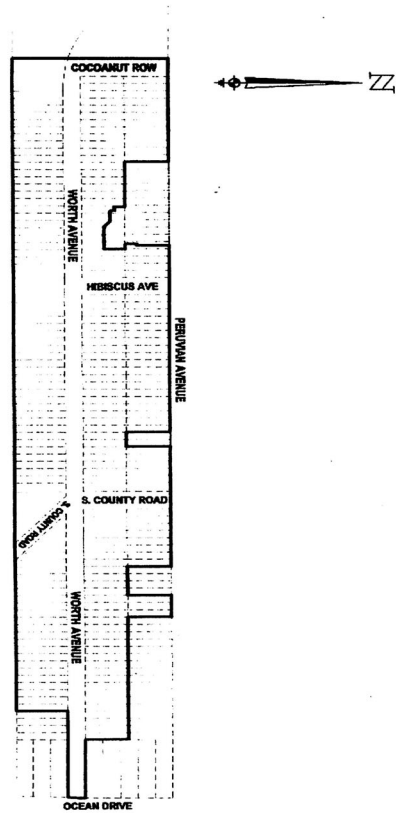 COCOANUT ROW
N
WORTH AVENUE
HIBISCUS AVE
PERUVIAN AVENUE
S. COUNTY ROAD
S. COUNTY ROAD
WORTH AVENUE
OCEAN DRIVE